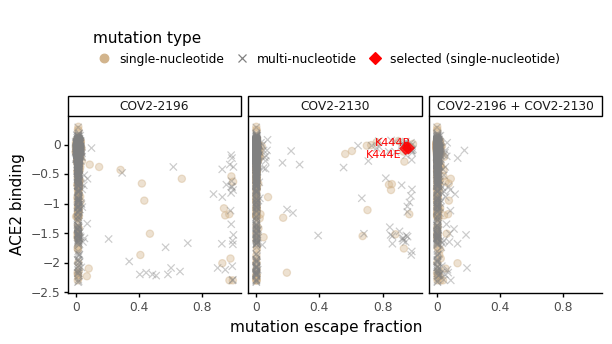 mutation type
single-nucleotide multi-nucleotide selected (single-nucleotide)
COV2-2196 COV2-2130 COV2-2196 + COV2-2130
K444R
K444E
0
−0.5
−1
−1.5
−2
−2.5
ACE2 binding
0 0.4 0.8 0 0.4 0.8 0 0.4 0.8
mutation escape fraction